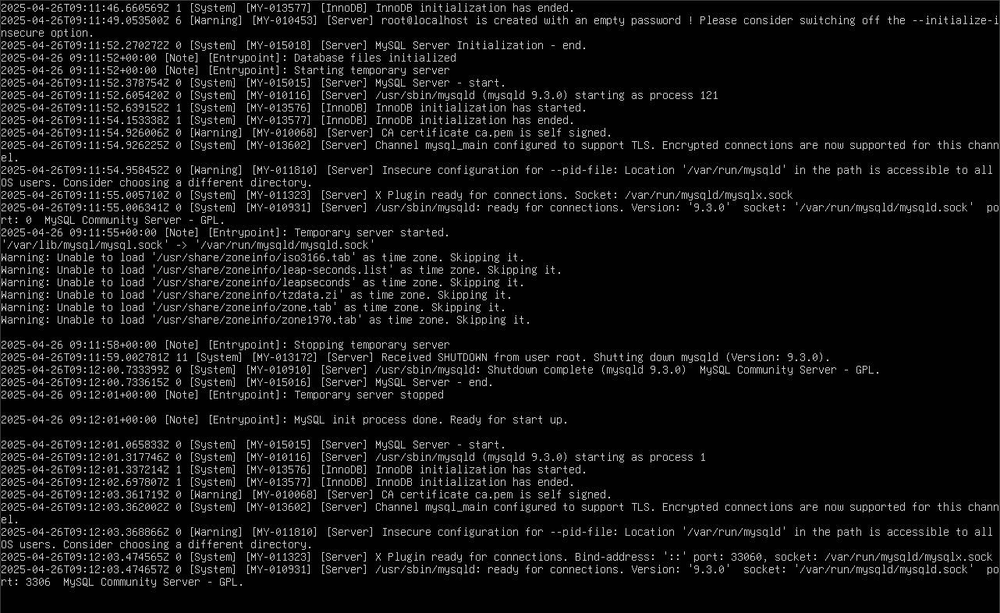 2025-04-26T09:11:46.660569Z 1 [System] [MY-013577] [InnoDB] InnoDB initialization has ended.
2025-04-26T09:11:49.053500Z 6 [Warning] [MY-010453] [Server] root@localhost is created with an empty password ! Please consider switching off the --initialize-i
nsecure option.
2025-04-26T09:11:52.270272Z 0 [System] [MY-015018] [Server] MySQL Server Initialization - end.
2025-04-26 09:11:52+00:00 [Note] [Entrypoint]: Database files initialized
2025-04-26 09:11:52+00:00 [Note] [Entrypoint]: Starting temporary server
2025-04-26T09:11:52.378754Z 0 [System] [MY-015015] [Server] MySQL Server - start.
2025-04-26T09:11:52.605420Z 0 [System] [MY-010116] [Server] /usr/sbin/mysqld (mysqld 9.3.0) starting as process 121
2025-04-26T09:11:52.639152Z 1 [System] [MY-013576] [InnoDB] InnoDB initialization has started.
2025-04-26T09:11:54.153338Z 1 [System] [MY-013577] [InnoDB] InnoDB initialization has ended.
2025-04-26T09:11:54.926006Z 0 [Warning] [MY-010068] [Server] CA certificate ca.pem is self signed.
2025-04-26T09:11:54.926225Z 0 [System] [MY-013602] [Server] Channel mysql_main configured to support TLS. Encrypted connections are now supported for this chann
el.
2025-04-26T09:11:54.958452Z 0 [Warning] [MY-011810] [Server] Insecure configuration for --pid-file: Location '/var/run/mysqld' in the path is accessible to all
OS users. Consider choosing a different directory.
2025-04-26T09:11:55.005710Z 0 [System] [MY-011323] [Server] X Plugin ready for connections. Socket: /var/run/mysqld/mysqlx.sock
2025-04-26T09:11:55.006341Z 0 [System] [MY-010931] [Server] /usr/sbin/mysqld: ready for connections. Version: '9.3.0'  socket: '/var/run/mysqld/mysqld.sock'  po
rt: 0  MySQL Community Server - GPL.
2025-04-26 09:11:55+00:00 [Note] [Entrypoint]: Temporary server started.
'/var/lib/mysql/mysql.sock' -> '/var/run/mysqld/mysqld.sock'
Warning: Unable to load '/usr/share/zoneinfo/iso3166.tab' as time zone. Skipping it.
Warning: Unable to load '/usr/share/zoneinfo/leap-seconds.list' as time zone. Skipping it.
Warning: Unable to load '/usr/share/zoneinfo/leapseconds' as time zone. Skipping it.
Warning: Unable to load '/usr/share/zoneinfo/tzdata.zi' as time zone. Skipping it.
Warning: Unable to load '/usr/share/zoneinfo/zone.tab' as time zone. Skipping it.
Warning: Unable to load '/usr/share/zoneinfo/zone1970.tab' as time zone. Skipping it.
2025-04-26 09:11:58+00:00 [Note] [Entrypoint]: Stopping temporary server
2025-04-26T09:11:59.002781Z 11 [System] [MY-013172] [Server] Received SHUTDOWN from user root. Shutting down mysqld (Version: 9.3.0).
2025-04-26T09:12:00.733399Z 0 [System] [MY-010910] [Server] /usr/sbin/mysqld: Shutdown complete (mysqld 9.3.0)  MySQL Community Server - GPL.
2025-04-26T09:12:00.733615Z 0 [System] [MY-015016] [Server] MySQL Server - end.
2025-04-26 09:12:01+00:00 [Note] [Entrypoint]: Temporary server stopped
2025-04-26 09:12:01+00:00 [Note] [Entrypoint]: MySQL init process done. Ready for start up.
2025-04-26T09:12:01.065833Z 0 [System] [MY-015015] [Server] MySQL Server - start.
2025-04-26T09:12:01.317746Z 0 [System] [MY-010116] [Server] /usr/sbin/mysqld (mysqld 9.3.0) starting as process 1
2025-04-26T09:12:01.337214Z 1 [System] [MY-013576] [InnoDB] InnoDB initialization has started.
2025-04-26T09:12:02.697807Z 1 [System] [MY-013577] [InnoDB] InnoDB initialization has ended.
2025-04-26T09:12:03.361719Z 0 [Warning] [MY-010068] [Server] CA certificate ca.pem is self signed.
2025-04-26T09:12:03.362002Z 0 [System] [MY-013602] [Server] Channel mysql_main configured to support TLS. Encrypted connections are now supported for this chann
el.
2025-04-26T09:12:03.368866Z 0 [Warning] [MY-011810] [Server] Insecure configuration for --pid-file: Location '/var/run/mysqld' in the path is accessible to all
OS users. Consider choosing a different directory.
2025-04-26T09:12:03.474565Z 0 [System] [MY-011323] [Server] X Plugin ready for connections. Bind-address: '::' port: 33060, socket: /var/run/mysqld/mysqlx.sock
2025-04-26T09:12:03.474657Z 0 [System] [MY-010931] [Server] /usr/sbin/mysqld: ready for connections. Version: '9.3.0'  socket: '/var/run/mysqld/mysqld.sock'  po
rt: 3306  MySQL Community Server - GPL.